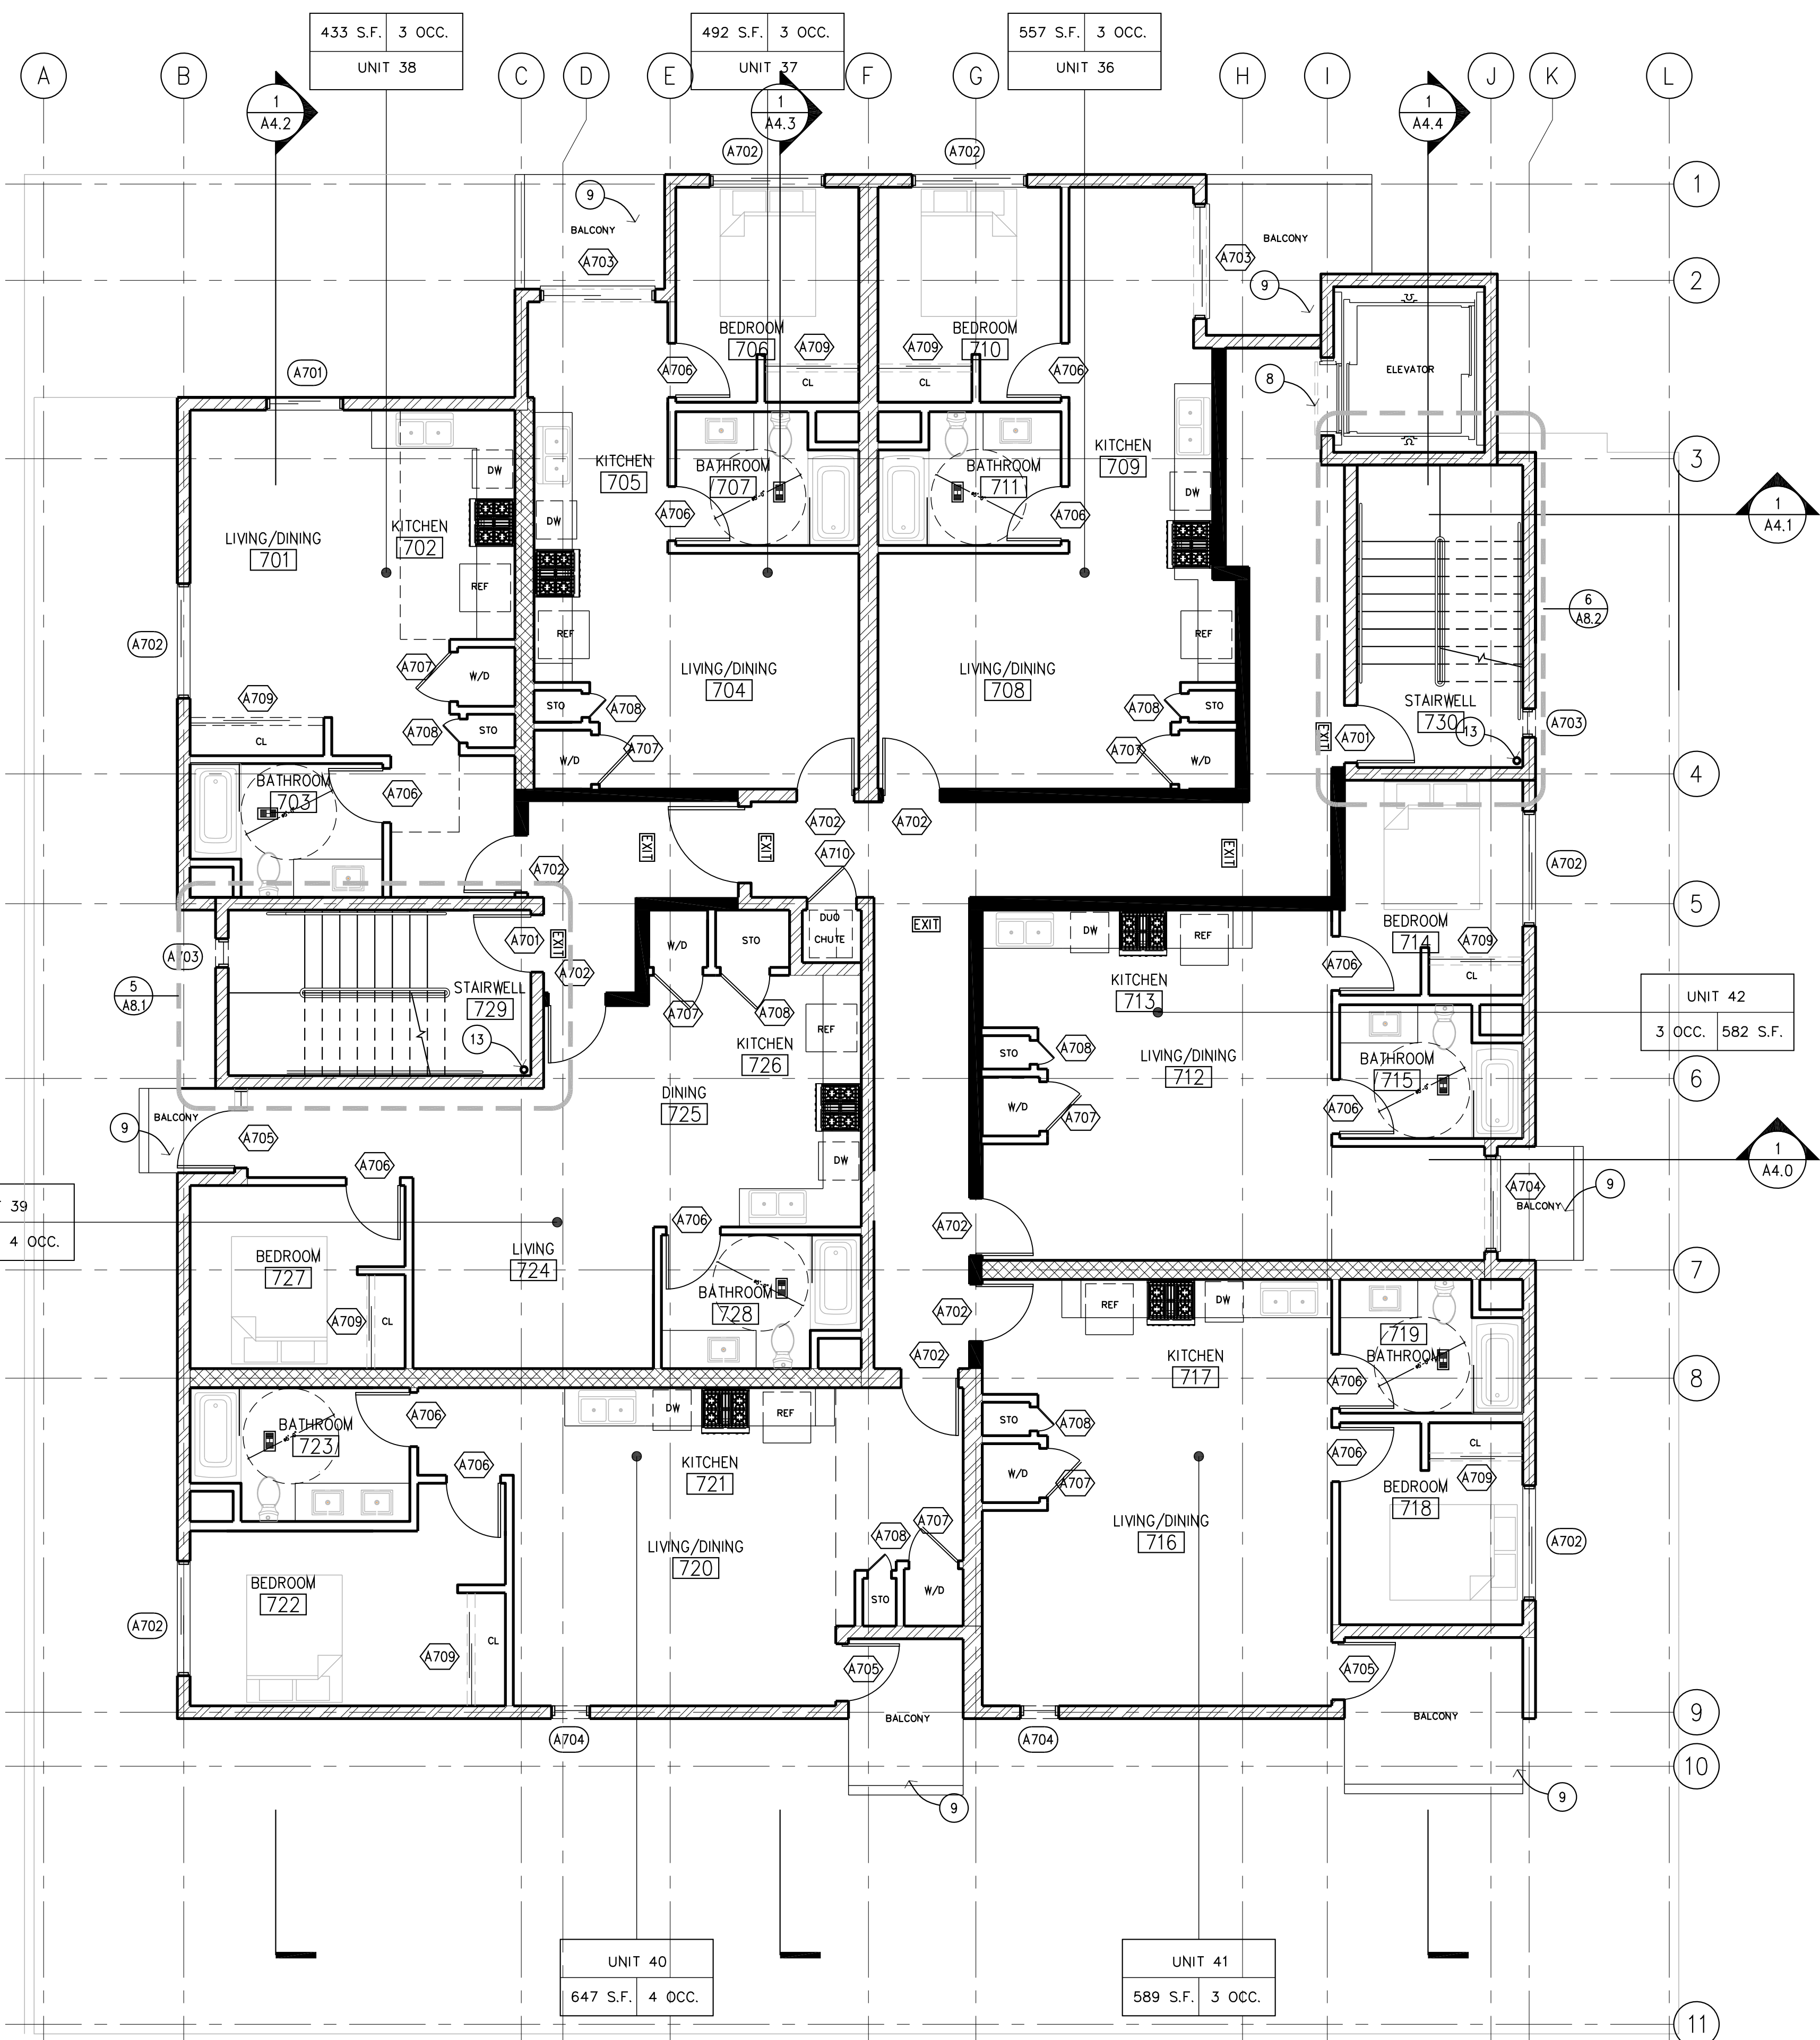 433 S.F. 3 OCC.
UNIT 38
492 S.F. 3 OCC.
UNIT 37
557 S.F. 3 OCC.
UNIT 36
A B C D E F G H I J K L
1
A4.2
1
A4.3
1
A4.4
A702
A702
1
9
BALCONY
A703
BALCONY
A703
9
2
BEDROOM
706
A709
CL
A706
BEDROOM
710
A709
CL
A706
8
ELEVATOR
A701
KITCHEN
705
BATHROOM
707
A706
BATHROOM
711
A706
KITCHEN
709
DW
DW
DW
3
1
A4.1
LIVING/DINING
701
KITCHEN
702
REF
REF
REF
6
A8.2
A702
A707
W/D
LIVING/DINING
704
LIVING/DINING
708
A709
CL
A708
STO
STO
A708
A707
W/D
A708
STO
A707
W/D
STAIRWELL
730
13
A703
EXIT
A701
4
BATHROOM
703
A706
A702
EXIT
EXIT
A702
A702
A710
EXIT
A702
5
BEDROOM
714
A709
CL
A706
A703
A701
EXIT
A702
STAIRWELL
729
13
5
A8.1
W/D
STO
DUO
CHUTE
EXIT
A707
A708
REF
KITCHEN
726
DW
REF
KITCHEN
713
UNIT 42
3 OCC. 582 S.F.
STO
A708
LIVING/DINING
712
BATHROOM
715
A706
6
W/D
A707
BALCONY
9
A705
DINING
725
DW
A706
39
4 OCC.
A706
1
A4.0
A704
BALCONY
9
A702
BEDROOM
727
A709
CL
LIVING
724
BATHROOM
728
7
A702
A702
REF
DW
KITCHEN
717
719
BATHROOM
A706
8
BATHROOM
723
A706
A706
DW
REF
KITCHEN
721
STO
A708
W/D
A707
A706
CL
A709
BEDROOM
718
A702
LIVING/DINING
720
A708
A707
STO
W/D
LIVING/DINING
716
BEDROOM
722
A702
A709
CL
A705
A705
BALCONY
BALCONY
9
A704
A704
10
9
9
UNIT 40
647 S.F. 4 OCC.
UNIT 41
589 S.F. 3 OCC.
11